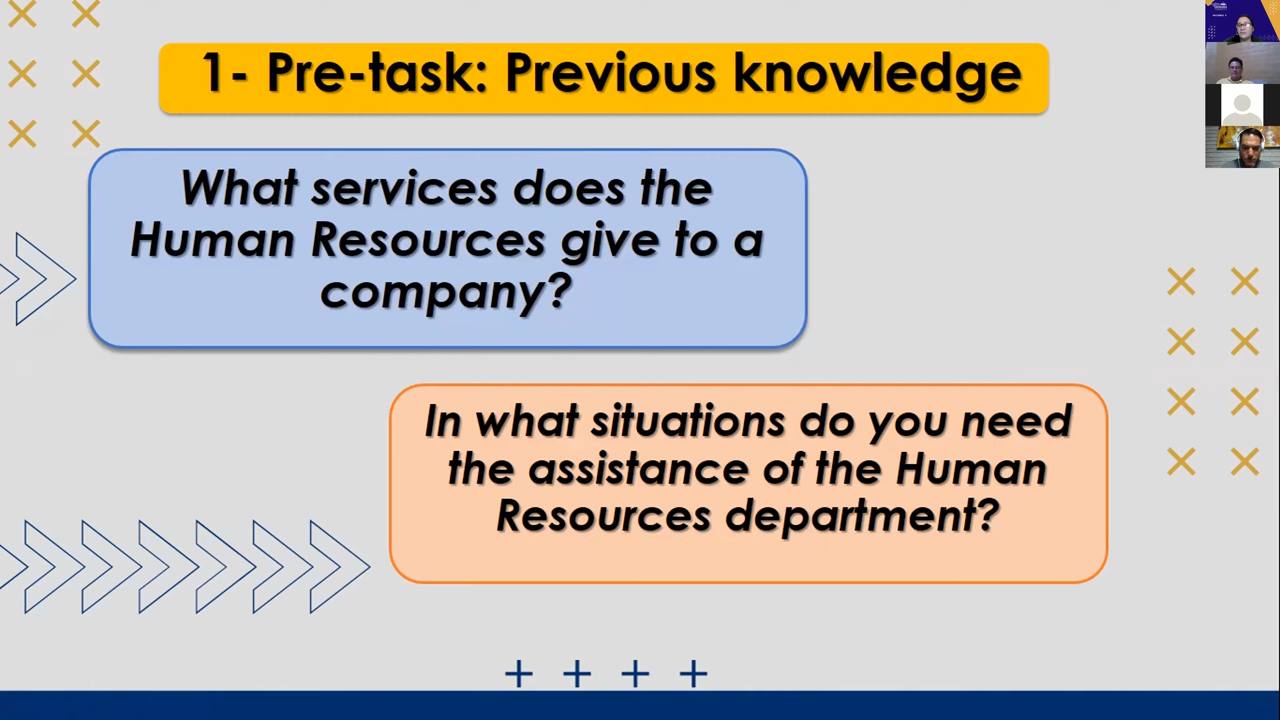 1- Pre-task: Previous knowledge
What services does the
Human Resources give to a
company?
In what situations do you need
the assistance of the Human
Resources department?